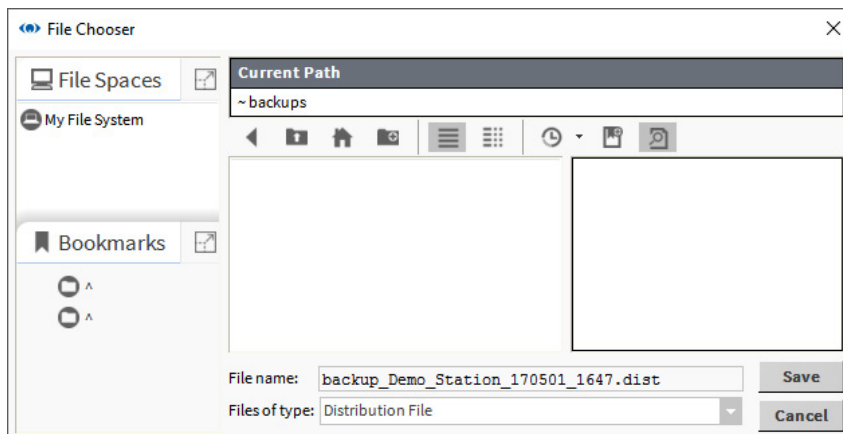 File Chooser
File Spaces
My File System
Bookmarks
^
^
Current Path
~backups
File name: backup_Demo_Station_170501_1647.dist
Save
Files of type: Distribution File
Cancel